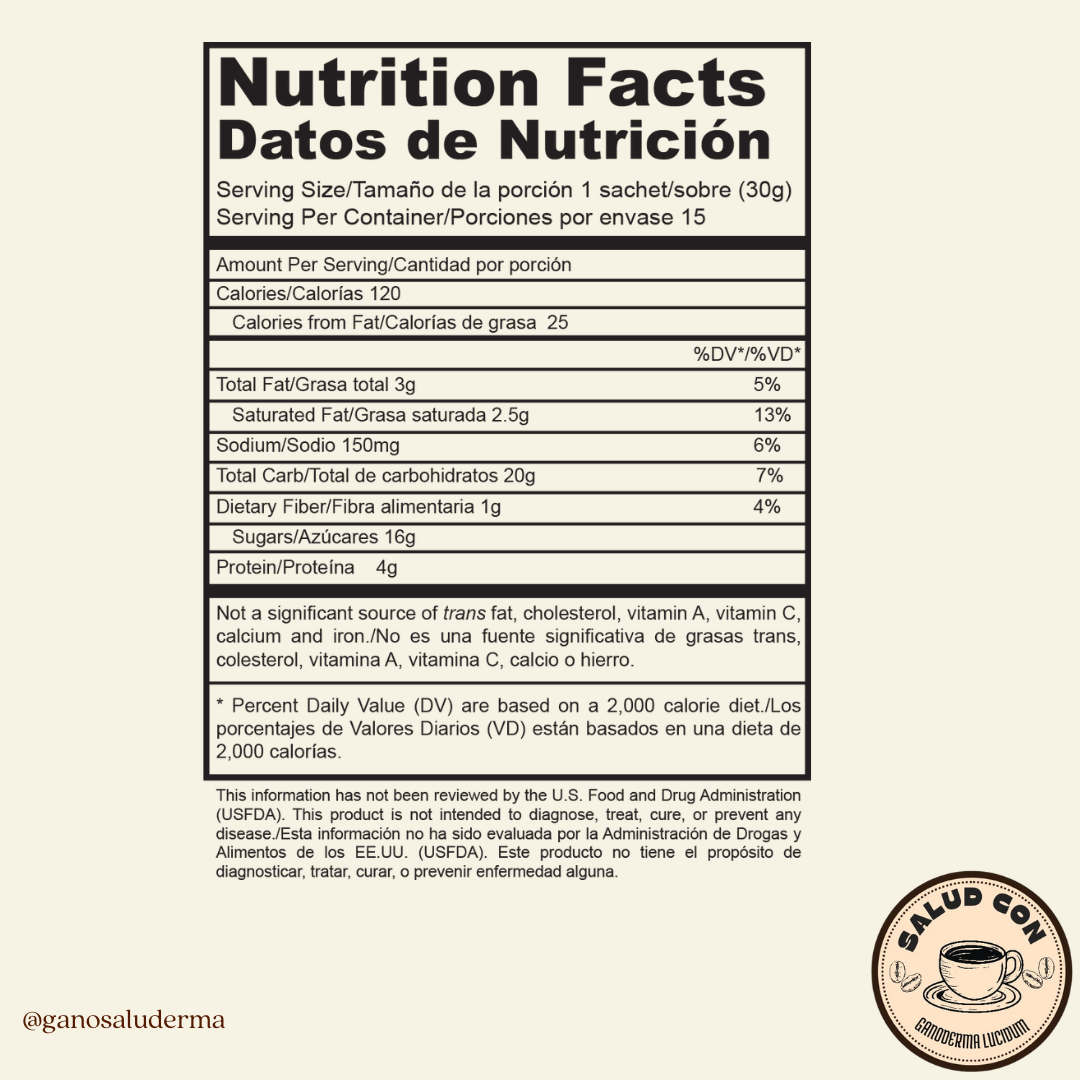 Nutrition Facts
Datos de Nutrición
Serving Size/Tamaño de la porción 1 sachet/sobre (30g)
Serving Per Container/Porciones por envase 15
Amount Per Serving/Cantidad por porción
Calories/Calorías 120
Calories from Fat/Calorías de grasa 25
%DV*/%VD*
Total Fat/Grasa total 3g 5%
Saturated Fat/Grasa saturada 2.5g 13%
Sodium/Sodio 150mg 6%
Total Carb/Total de carbohidratos 20g 7%
Dietary Fiber/Fibra alimentaria 1g 4%
Sugars/Azúcares 16g
Protein/Proteína 4g
Not a significant source of trans fat, cholesterol, vitamin A, vitamin C,
calcium and iron./No es una fuente significativa de grasas trans,
colesterol, vitamina A, vitamina C, calcio o hierro.
* Percent Daily Value (DV) are based on a 2,000 calorie diet./Los
porcentajes de Valores Diarios (VD) están basados en una dieta de
2,000 calorías.
This information has not been reviewed by the U.S. Food and Drug Administration
(USFDA). This product is not intended to diagnose, treat, cure, or prevent any
disease./Esta información no ha sido evaluada por la Administración de Drogas y
Alimentos de los EE.UU. (USFDA). Este producto no tiene el propósito de
diagnosticar, tratar, curar, o prevenir enfermedad alguna.
SALUD CON
GANODERMA LUCIDUM
@ganosaluderma